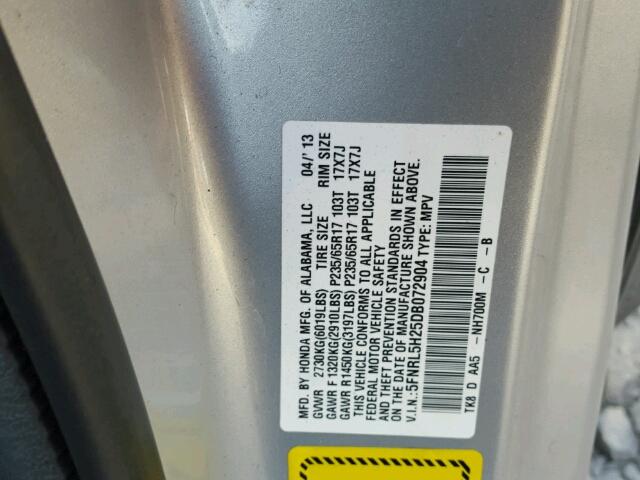 MFD. BY HONDA MFG. OF ALABAMA, LLC 04/'13
GVWR 2730KG(6019LBS) TIRE SIZE RIM SIZE
GAWR F 1320KG(2910LBS) P235/65R17 103T 17X7J
GAWR R1450KG(3197LBS) P235/65R17 103T 17X7J
THIS VEHICLE CONFORMS TO ALL APPLICABLE
FEDERAL MOTOR VEHICLE SAFETY
AND THEFT PREVENTION STANDARDS IN EFFECT
ON THE DATE OF MANUFACTURE SHOWN ABOVE.
V.I.N.:5FNRL5H25DB072904 TYPE: MPV
TK8 D AA5 -NH700M -C -B